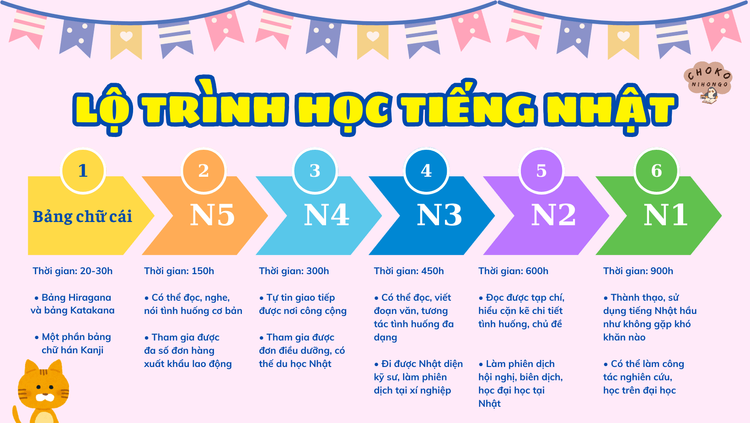 CHOKO
NIHONGO
LỘ TRÌNH HỌC TIẾNG NHẬT
1
Bảng chữ cái
2
N5
3
N4
4
N3
5
N2
6
N1
Thời gian: 20-30h
• Bảng Hiragana
và bảng Katakana
• Một phần bảng
chữ hán Kanji
Thời gian: 150h
• Có thể đọc, nghe,
nói tình huống cơ bản
• Tham gia được
đa số đơn hàng
xuất khẩu lao động
Thời gian: 300h
• Tự tin giao tiếp
được nơi công cộng
• Tham gia được
đơn điều dưỡng, có
thể du học Nhật
Thời gian: 450h
• Có thể đọc, viết
đoạn văn, tương
tác tình huống đa
dạng
• Đi được Nhật diện
kỹ sư, làm phiên
dịch tại xí nghiệp
Thời gian: 600h
• Đọc được tạp chí,
hiểu cặn kẽ chi tiết
tình huống, chủ đề
• Làm phiên dịch
hội nghị, biên dịch,
học đại học tại
Nhật
Thời gian: 900h
• Thành thạo, sử
dụng tiếng Nhật hầu
như không gặp khó
khăn nào
• Có thể làm công
tác nghiên cứu,
học trên đại học